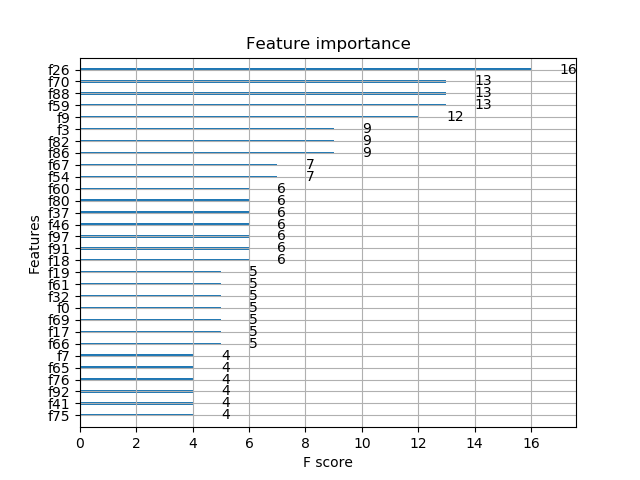 Feature importance
f26 16
f70 13
f88 13
f59 13
f9 12
f3 9
f82 9
f86 9
f67 7
f54 7
f60 6
f80 6
f37 6
f46 6
f97 6
f91 6
f18 6
f19 5
f61 5
f32 5
f0 5
f69 5
f17 5
f66 5
f7 4
f65 4
f76 4
f92 4
f41 4
f75 4
Features
0 2 4 6 8 10 12 14 16
F score